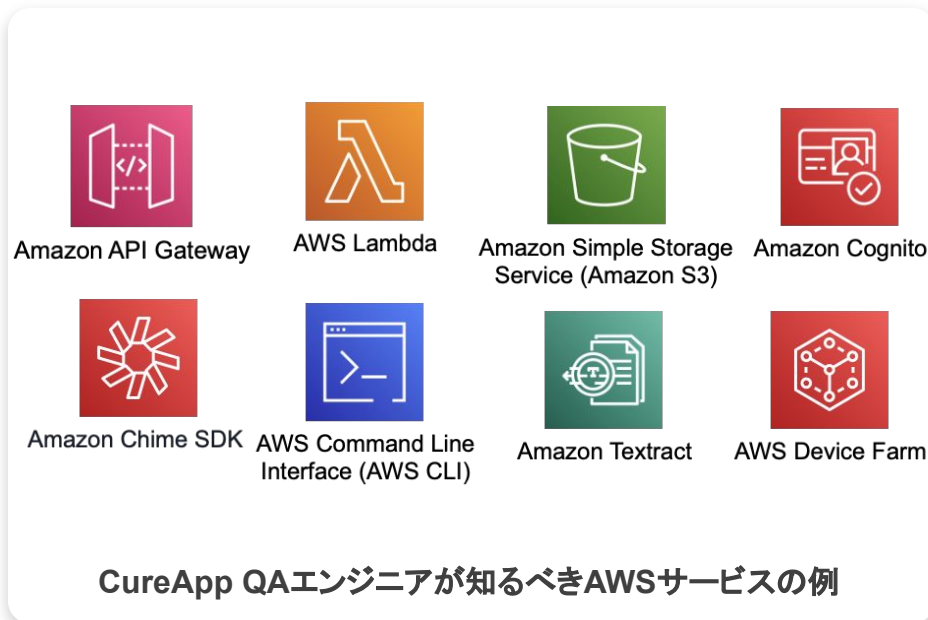 Amazon API Gateway
AWS Lambda
Amazon Simple Storage
Service (Amazon S3)
Amazon Cognito
Amazon Chime SDK
AWS Command Line
Interface (AWS CLI)
Amazon Textract
AWS Device Farm
CureApp QAエンジニアが知るべきAWSサービスの例